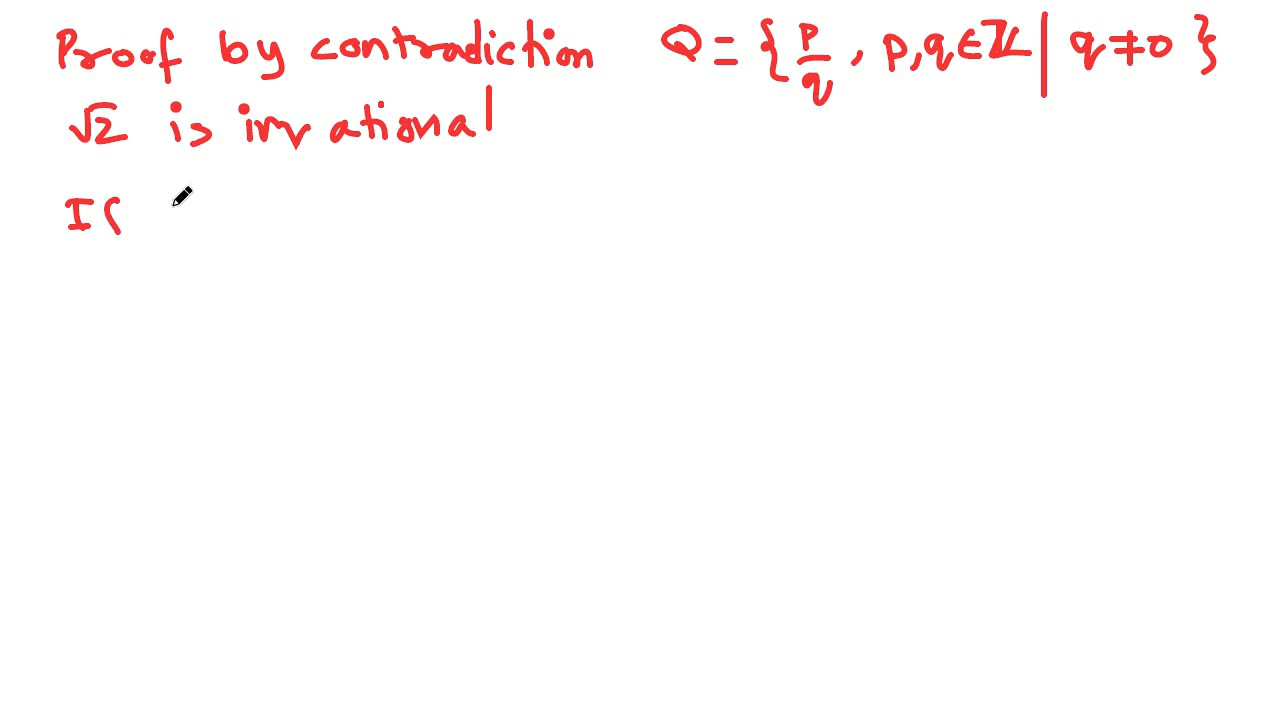 Proof by contradiction
√2 is irrational
If
Q = { p/q , p,q ∈ ℤ | q ≠ 0 }